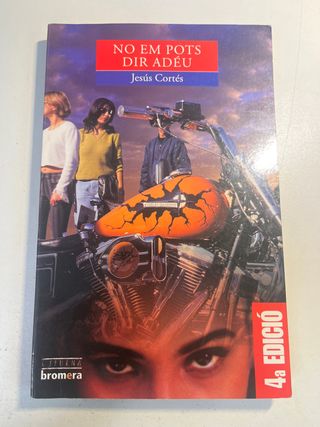 NO EM POTS
DIR ADÉU
Jesús Cortés
4a EDICIÓ
bromera